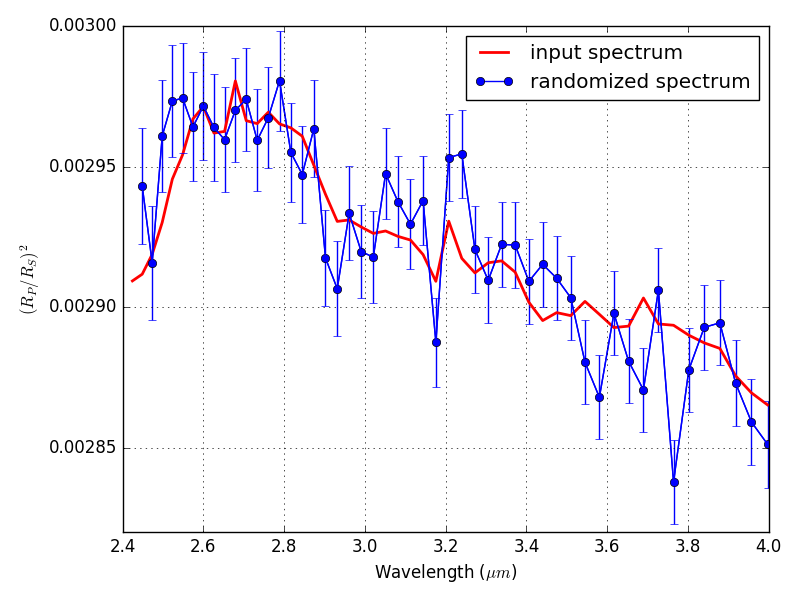 0.00300
0.00295
0.00290
0.00285
(R_P/R_S)^2
input spectrum
randomized spectrum
2.4 2.6 2.8 3.0 3.2 3.4 3.6 3.8 4.0
Wavelength (μm)